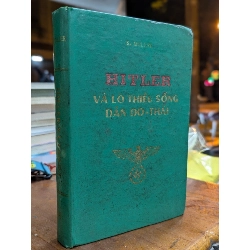 HITLER
VÀ LÒ THIÊU SỐNG
DÂN DO-THÁI